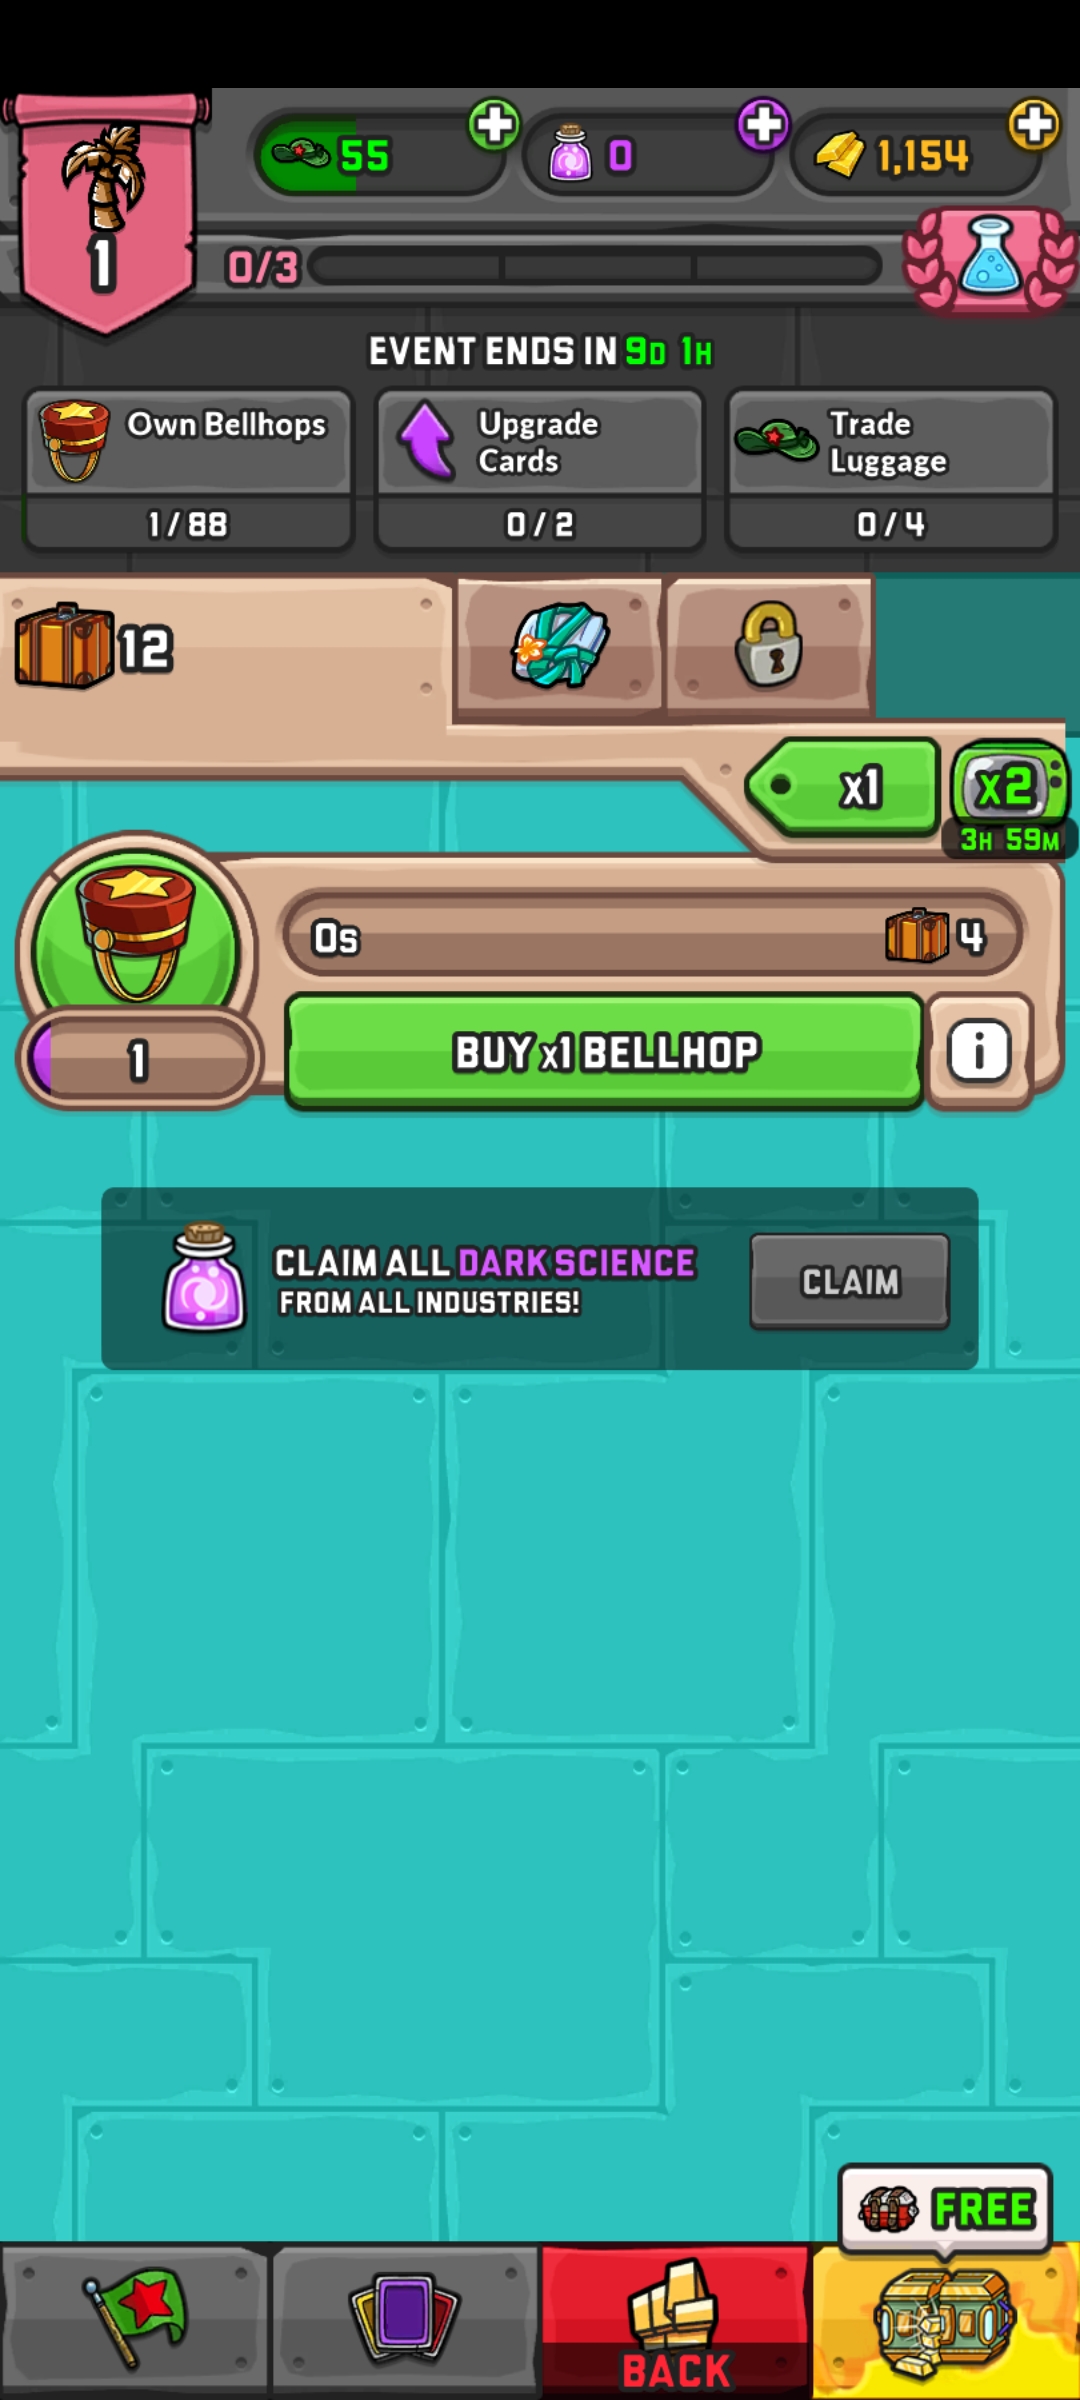 55
0
1,154
1
0/3
EVENT ENDS IN 9D 1H
Own Bellhops
1/88
Upgrade
Cards
0/2
Trade
Luggage
0/4
12
x1
x2
3H 59M
0s
4
1
BUY x1 BELLHOP
i
CLAIM ALL DARK SCIENCE
FROM ALL INDUSTRIES!
CLAIM
FREE
BACK